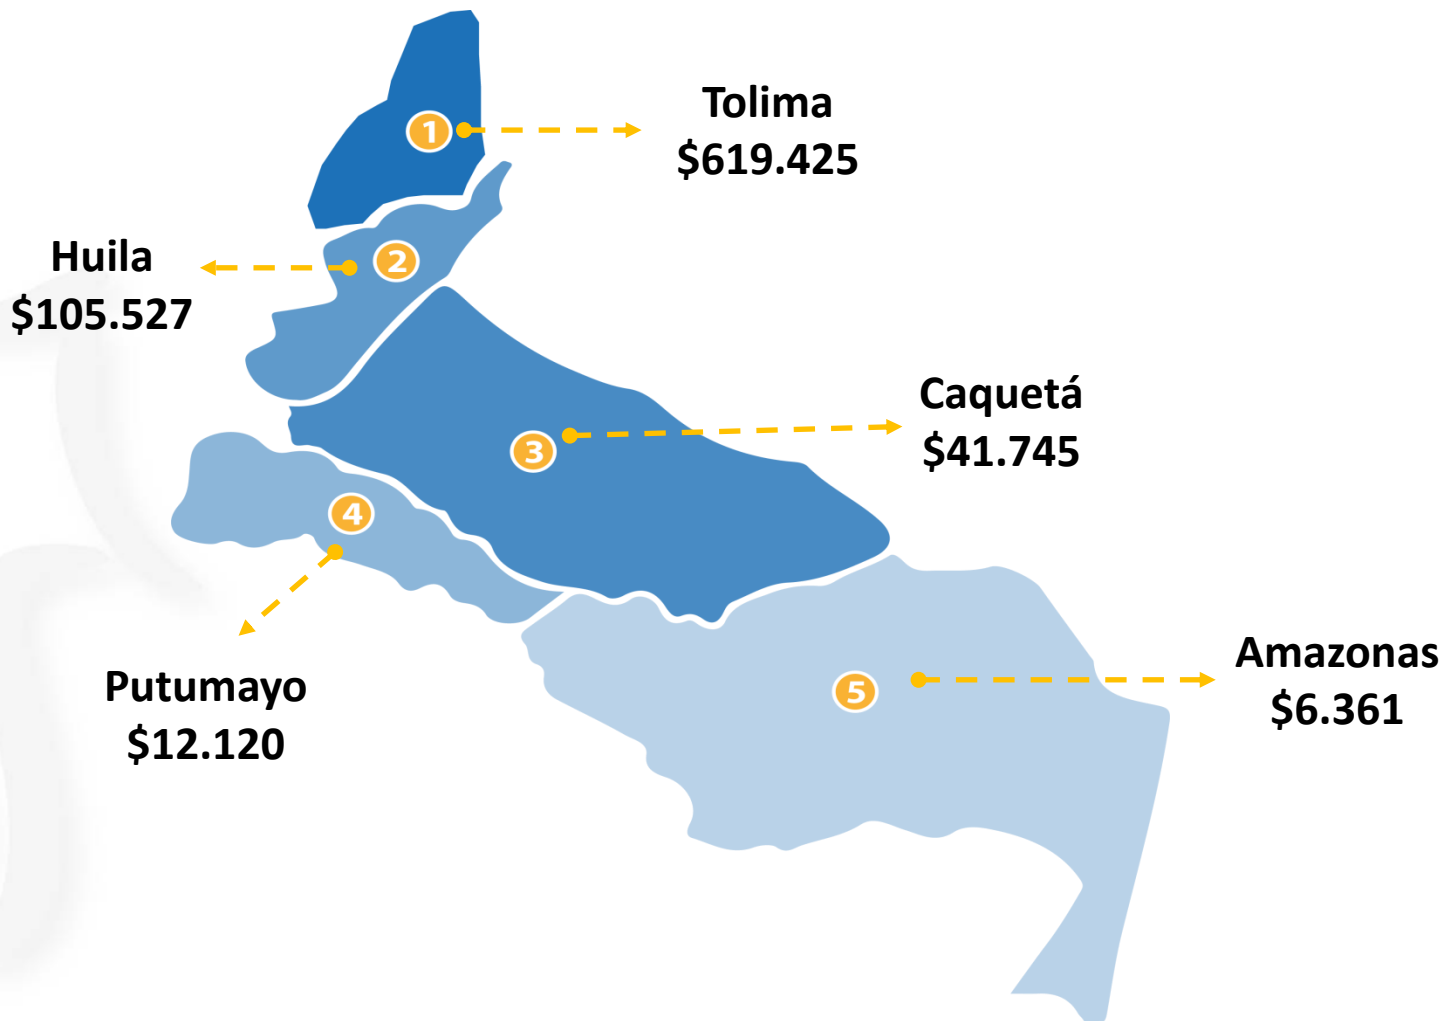 Tolima
$619.425
1
Huila
$105.527
2
Caquetá
$41.745
3
4
Putumayo
$12.120
Amazonas
$6.361
5